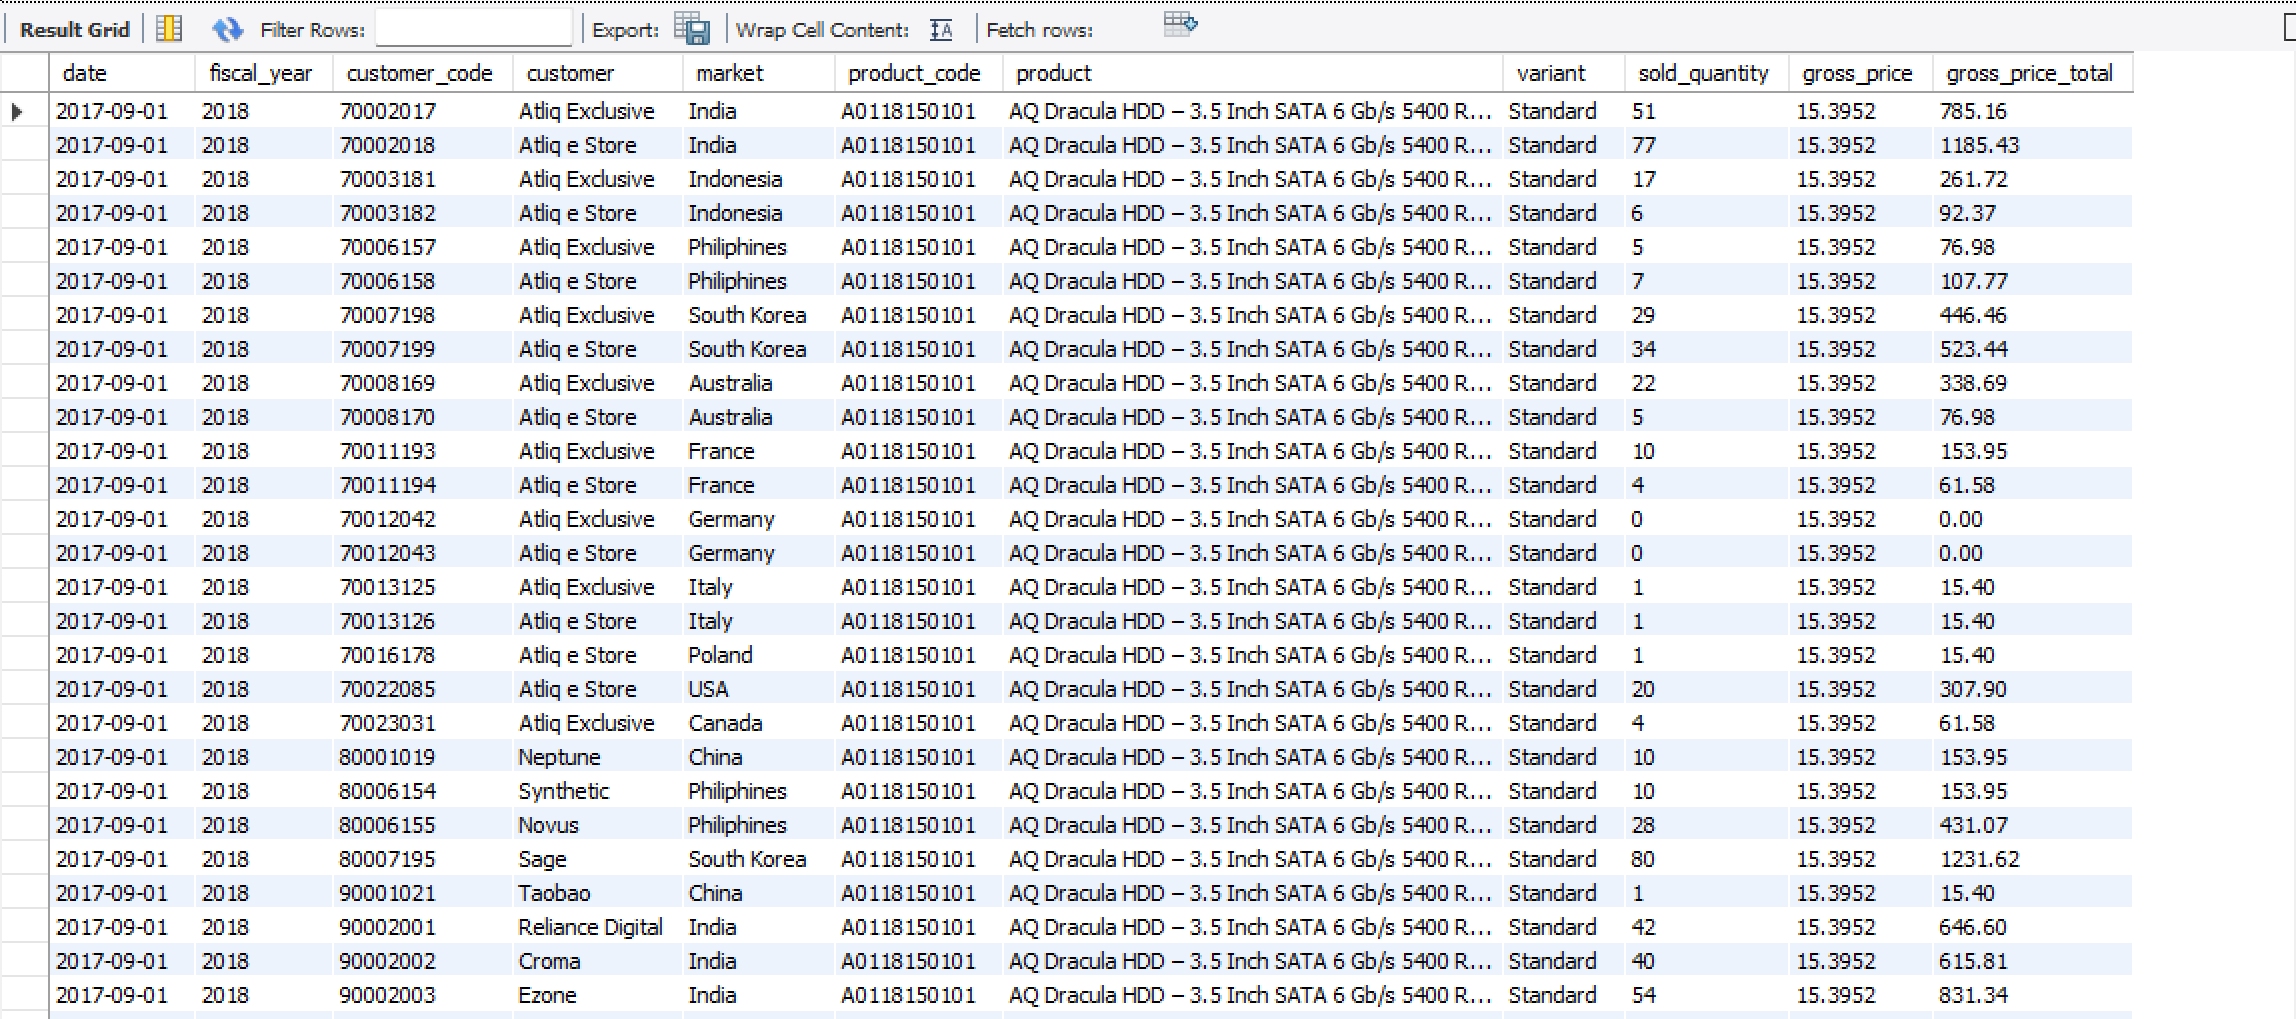 Result Grid Filter Rows: Export: Wrap Cell Content: Fetch rows:
date fiscal_year customer_code customer market product_code product variant sold_quantity gross_price gross_price_total
2017-09-01 2018 70002017 Atliq Exclusive India A0118150101 AQ Dracula HDD – 3.5 Inch SATA 6 Gb/s 5400 R... Standard 51 15.3952 785.16
2017-09-01 2018 70002018 Atliq e Store India A0118150101 AQ Dracula HDD – 3.5 Inch SATA 6 Gb/s 5400 R... Standard 77 15.3952 1185.43
2017-09-01 2018 70003181 Atliq Exclusive Indonesia A0118150101 AQ Dracula HDD – 3.5 Inch SATA 6 Gb/s 5400 R... Standard 17 15.3952 261.72
2017-09-01 2018 70003182 Atliq e Store Indonesia A0118150101 AQ Dracula HDD – 3.5 Inch SATA 6 Gb/s 5400 R... Standard 6 15.3952 92.37
2017-09-01 2018 70006157 Atliq Exclusive Philiphines A0118150101 AQ Dracula HDD – 3.5 Inch SATA 6 Gb/s 5400 R... Standard 5 15.3952 76.98
2017-09-01 2018 70006158 Atliq e Store Philiphines A0118150101 AQ Dracula HDD – 3.5 Inch SATA 6 Gb/s 5400 R... Standard 7 15.3952 107.77
2017-09-01 2018 70007198 Atliq Exclusive South Korea A0118150101 AQ Dracula HDD – 3.5 Inch SATA 6 Gb/s 5400 R... Standard 29 15.3952 446.46
2017-09-01 2018 70007199 Atliq e Store South Korea A0118150101 AQ Dracula HDD – 3.5 Inch SATA 6 Gb/s 5400 R... Standard 34 15.3952 523.44
2017-09-01 2018 70008169 Atliq Exclusive Australia A0118150101 AQ Dracula HDD – 3.5 Inch SATA 6 Gb/s 5400 R... Standard 22 15.3952 338.69
2017-09-01 2018 70008170 Atliq e Store Australia A0118150101 AQ Dracula HDD – 3.5 Inch SATA 6 Gb/s 5400 R... Standard 5 15.3952 76.98
2017-09-01 2018 70011193 Atliq Exclusive France A0118150101 AQ Dracula HDD – 3.5 Inch SATA 6 Gb/s 5400 R... Standard 10 15.3952 153.95
2017-09-01 2018 70011194 Atliq e Store France A0118150101 AQ Dracula HDD – 3.5 Inch SATA 6 Gb/s 5400 R... Standard 4 15.3952 61.58
2017-09-01 2018 70012042 Atliq Exclusive Germany A0118150101 AQ Dracula HDD – 3.5 Inch SATA 6 Gb/s 5400 R... Standard 0 15.3952 0.00
2017-09-01 2018 70012043 Atliq e Store Germany A0118150101 AQ Dracula HDD – 3.5 Inch SATA 6 Gb/s 5400 R... Standard 0 15.3952 0.00
2017-09-01 2018 70013125 Atliq Exclusive Italy A0118150101 AQ Dracula HDD – 3.5 Inch SATA 6 Gb/s 5400 R... Standard 1 15.3952 15.40
2017-09-01 2018 70013126 Atliq e Store Italy A0118150101 AQ Dracula HDD – 3.5 Inch SATA 6 Gb/s 5400 R... Standard 1 15.3952 15.40
2017-09-01 2018 70016178 Atliq e Store Poland A0118150101 AQ Dracula HDD – 3.5 Inch SATA 6 Gb/s 5400 R... Standard 1 15.3952 15.40
2017-09-01 2018 70022085 Atliq e Store USA A0118150101 AQ Dracula HDD – 3.5 Inch SATA 6 Gb/s 5400 R... Standard 20 15.3952 307.90
2017-09-01 2018 70023031 Atliq Exclusive Canada A0118150101 AQ Dracula HDD – 3.5 Inch SATA 6 Gb/s 5400 R... Standard 4 15.3952 61.58
2017-09-01 2018 80001019 Neptune China A0118150101 AQ Dracula HDD – 3.5 Inch SATA 6 Gb/s 5400 R... Standard 10 15.3952 153.95
2017-09-01 2018 80006154 Synthetic Philiphines A0118150101 AQ Dracula HDD – 3.5 Inch SATA 6 Gb/s 5400 R... Standard 10 15.3952 153.95
2017-09-01 2018 80006155 Novus Philiphines A0118150101 AQ Dracula HDD – 3.5 Inch SATA 6 Gb/s 5400 R... Standard 28 15.3952 431.07
2017-09-01 2018 80007195 Sage South Korea A0118150101 AQ Dracula HDD – 3.5 Inch SATA 6 Gb/s 5400 R... Standard 80 15.3952 1231.62
2017-09-01 2018 90001021 Taobao China A0118150101 AQ Dracula HDD – 3.5 Inch SATA 6 Gb/s 5400 R... Standard 1 15.3952 15.40
2017-09-01 2018 90002001 Reliance Digital India A0118150101 AQ Dracula HDD – 3.5 Inch SATA 6 Gb/s 5400 R... Standard 42 15.3952 646.60
2017-09-01 2018 90002002 Croma India A0118150101 AQ Dracula HDD – 3.5 Inch SATA 6 Gb/s 5400 R... Standard 40 15.3952 615.81
2017-09-01 2018 90002003 Ezone India A0118150101 AQ Dracula HDD – 3.5 Inch SATA 6 Gb/s 5400 R... Standard 54 15.3952 831.34